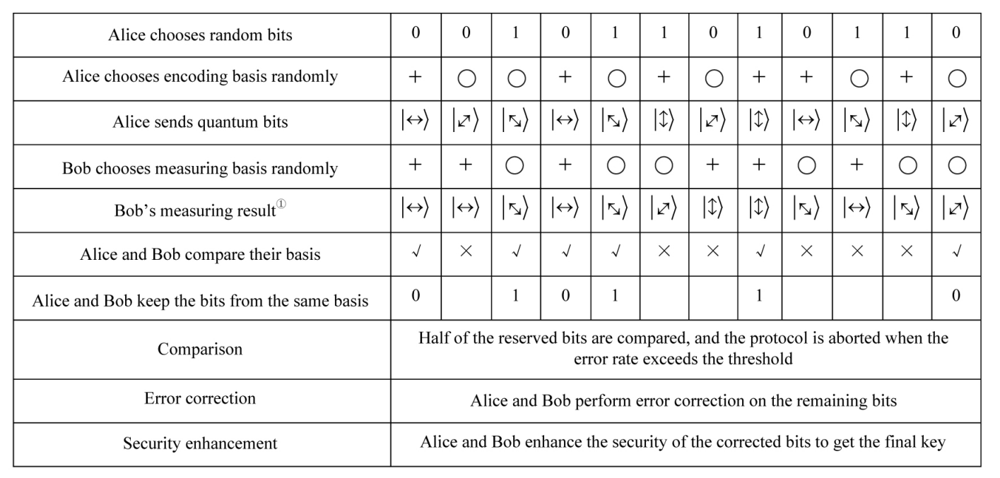 Alice chooses random bits 0 0 1 0 1 1 0 1 0 1 1 0
Alice chooses encoding basis randomly + ○ ○ + ○ + ○ + + ○ + ○
Alice sends quantum bits |↔⟩ |⤢⟩ |⤡⟩ |↔⟩ |⤡⟩ |↕⟩ |⤢⟩ |↕⟩ |↔⟩ |⤡⟩ |↕⟩ |⤢⟩
Bob chooses measuring basis randomly + + ○ + ○ ○ + + ○ + ○ ○
Bob's measuring result① |↔⟩ |↔⟩ |⤡⟩ |↔⟩ |⤡⟩ |⤢⟩ |↕⟩ |↕⟩ |⤡⟩ |↔⟩ |⤡⟩ |⤢⟩
Alice and Bob compare their basis √ × √ √ √ × × √ × × × √
Alice and Bob keep the bits from the same basis 0 1 0 1 1 0
Comparison
Half of the reserved bits are compared, and the protocol is aborted when the
error rate exceeds the threshold
Error correction
Alice and Bob perform error correction on the remaining bits
Security enhancement
Alice and Bob enhance the security of the corrected bits to get the final key